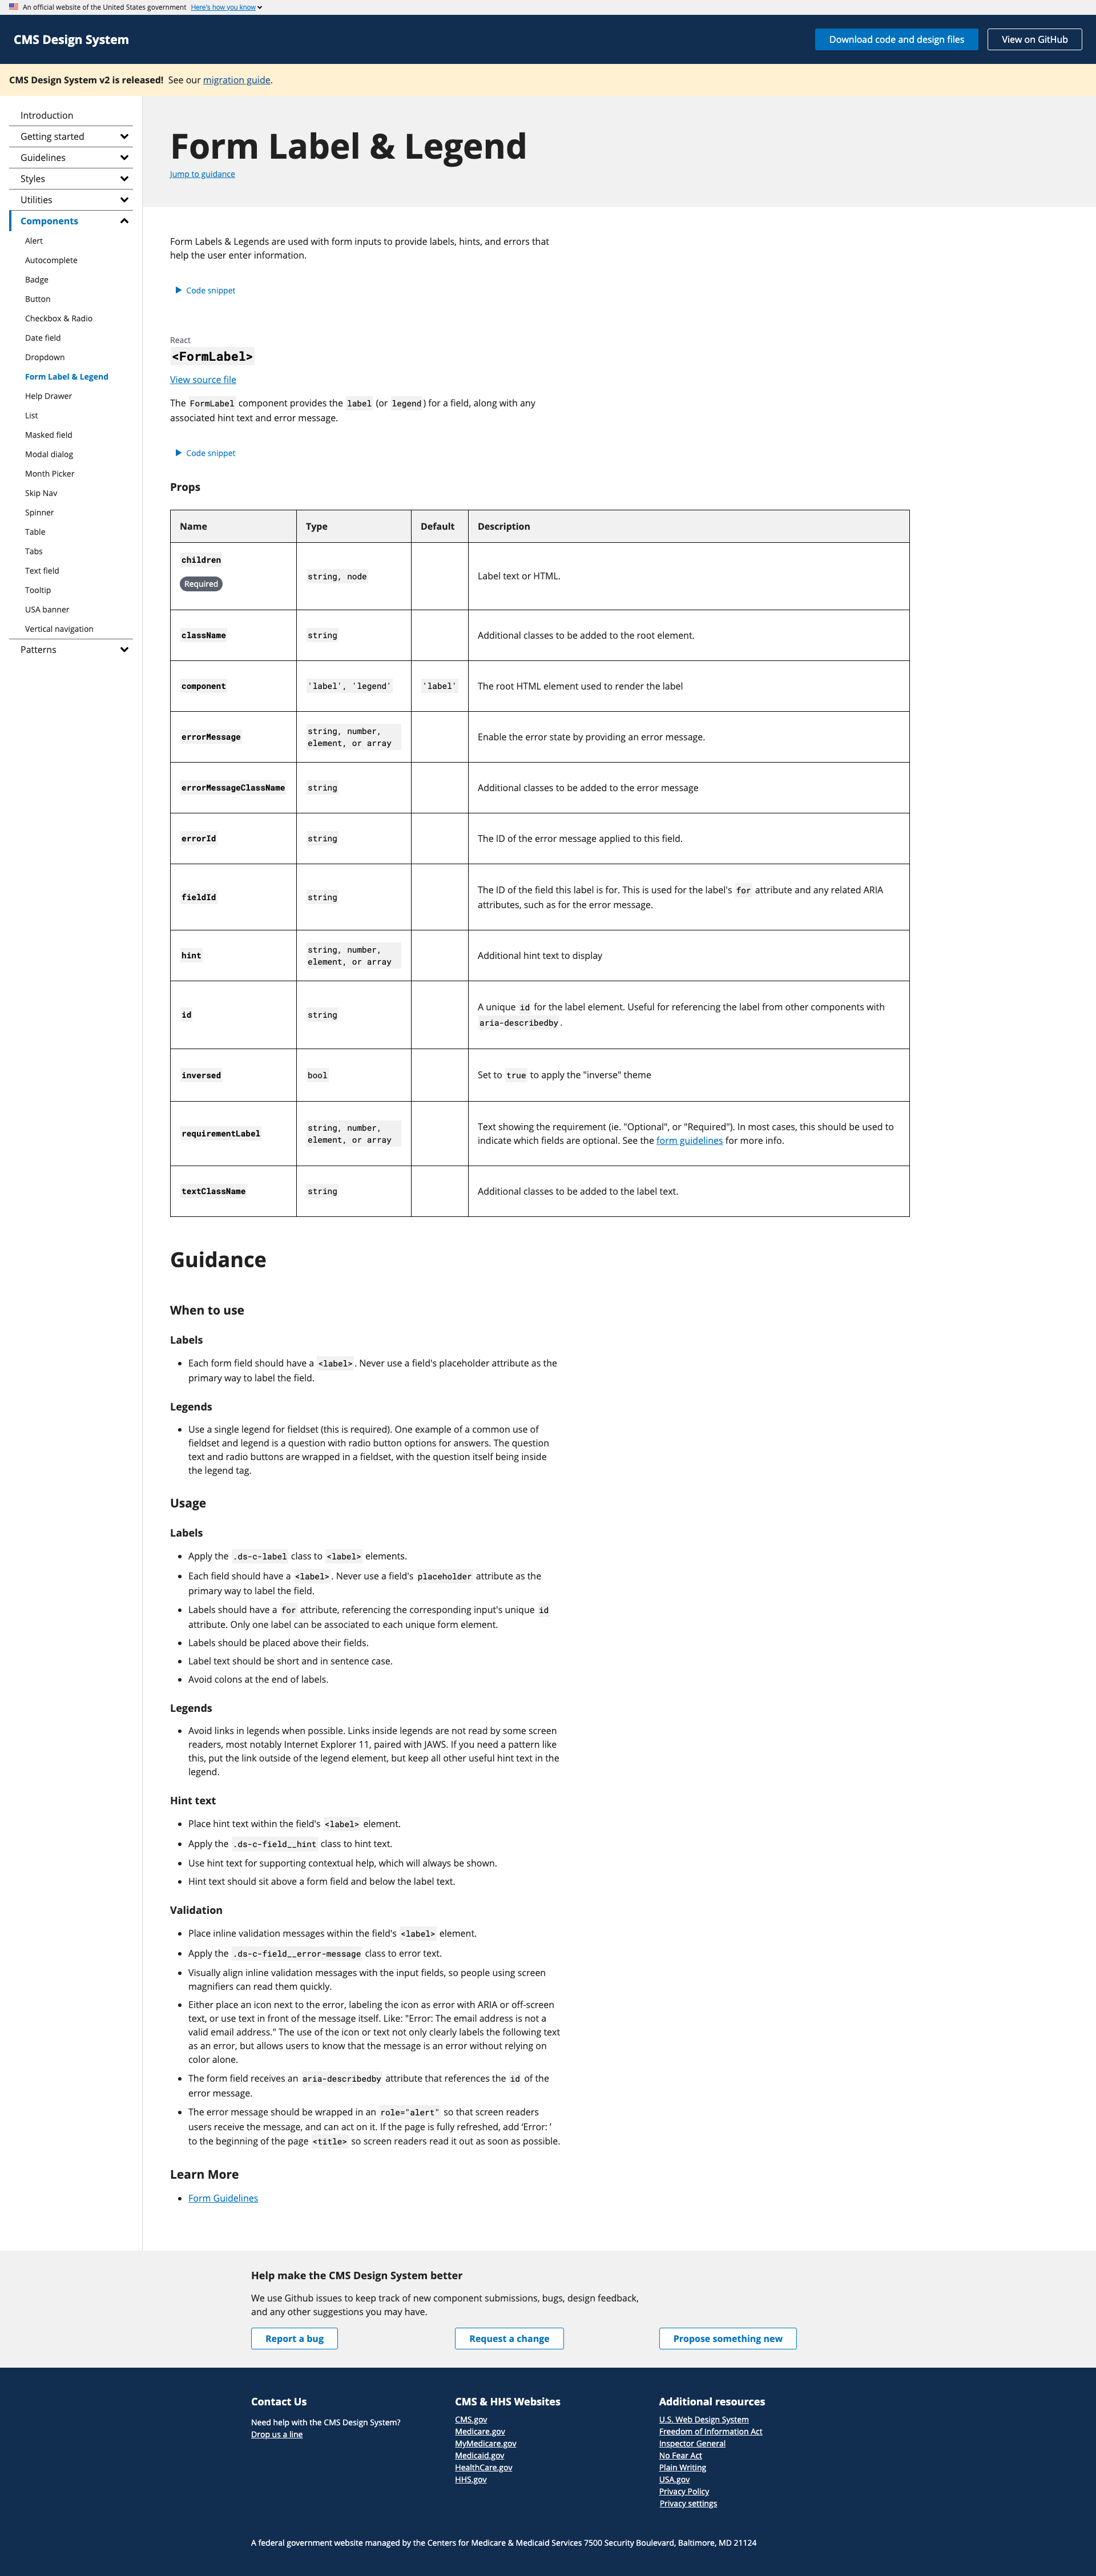 An official website of the United States government Here's how you know
CMS Design System
Download code and design files
View on GitHub
CMS Design System v2 is released! See our migration guide.
Introduction
Getting started
Guidelines
Styles
Utilities
Components
Alert
Autocomplete
Badge
Button
Checkbox & Radio
Date field
Dropdown
Form Label & Legend
Help Drawer
List
Masked field
Modal dialog
Month Picker
Skip Nav
Spinner
Table
Tabs
Text field
Tooltip
USA banner
Vertical navigation
Patterns
Form Label & Legend
Jump to guidance
Form Labels & Legends are used with form inputs to provide labels, hints, and errors that
help the user enter information.
Code snippet
React
<FormLabel>
View source file
The FormLabel component provides the label (or legend) for a field, along with any
associated hint text and error message.
Code snippet
Props
Name Type Default Description
children
Required
string, node
Label text or HTML.
className string Additional classes to be added to the root element.
component 'label', 'legend' 'label' The root HTML element used to render the label
errorMessage
string, number,
element, or array
Enable the error state by providing an error message.
errorMessageClassName string Additional classes to be added to the error message
errorId string The ID of the error message applied to this field.
fieldId string
The ID of the field this label is for. This is used for the label's for attribute and any related ARIA
attributes, such as for the error message.
hint
string, number,
element, or array
Additional hint text to display
id string
A unique id for the label element. Useful for referencing the label from other components with
aria-describedby.
inversed bool Set to true to apply the "inverse" theme
requirementLabel
string, number,
element, or array
Text showing the requirement (ie. "Optional", or "Required"). In most cases, this should be used to
indicate which fields are optional. See the form guidelines for more info.
textClassName string Additional classes to be added to the label text.
Guidance
When to use
Labels
• Each form field should have a <label>. Never use a field's placeholder attribute as the
primary way to label the field.
Legends
• Use a single legend for fieldset (this is required). One example of a common use of
fieldset and legend is a question with radio button options for answers. The question
text and radio buttons are wrapped in a fieldset, with the question itself being inside
the legend tag.
Usage
Labels
• Apply the .ds-c-label class to <label> elements.
• Each field should have a <label>. Never use a field's placeholder attribute as the
primary way to label the field.
• Labels should have a for attribute, referencing the corresponding input's unique id
attribute. Only one label can be associated to each unique form element.
• Labels should be placed above their fields.
• Label text should be short and in sentence case.
• Avoid colons at the end of labels.
Legends
• Avoid links in legends when possible. Links inside legends are not read by some screen
readers, most notably Internet Explorer 11, paired with JAWS. If you need a pattern like
this, put the link outside of the legend element, but keep all other useful hint text in the
legend.
Hint text
• Place hint text within the field's <label> element.
• Apply the .ds-c-field__hint class to hint text.
• Use hint text for supporting contextual help, which will always be shown.
• Hint text should sit above a form field and below the label text.
Validation
• Place inline validation messages within the field's <label> element.
• Apply the .ds-c-field__error-message class to error text.
• Visually align inline validation messages with the input fields, so people using screen
magnifiers can read them quickly.
• Either place an icon next to the error, labeling the icon as error with ARIA or off-screen
text, or use text in front of the message itself. Like: "Error: The email address is not a
valid email address." The use of the icon or text not only clearly labels the following text
as an error, but allows users to know that the message is an error without relying on
color alone.
• The form field receives an aria-describedby attribute that references the id of the
error message.
• The error message should be wrapped in an role="alert" so that screen readers
users receive the message, and can act on it. If the page is fully refreshed, add ‘Error: ’
to the beginning of the page <title> so screen readers read it out as soon as possible.
Learn More
• Form Guidelines
Help make the CMS Design System better
We use Github issues to keep track of new component submissions, bugs, design feedback,
and any other suggestions you may have.
Report a bug
Request a change
Propose something new
Contact Us
Need help with the CMS Design System?
Drop us a line
CMS & HHS Websites
CMS.gov
Medicare.gov
MyMedicare.gov
Medicaid.gov
HealthCare.gov
HHS.gov
Additional resources
U.S. Web Design System
Freedom of Information Act
Inspector General
No Fear Act
Plain Writing
USA.gov
Privacy Policy
Privacy settings
A federal government website managed by the Centers for Medicare & Medicaid Services 7500 Security Boulevard, Baltimore, MD 21124